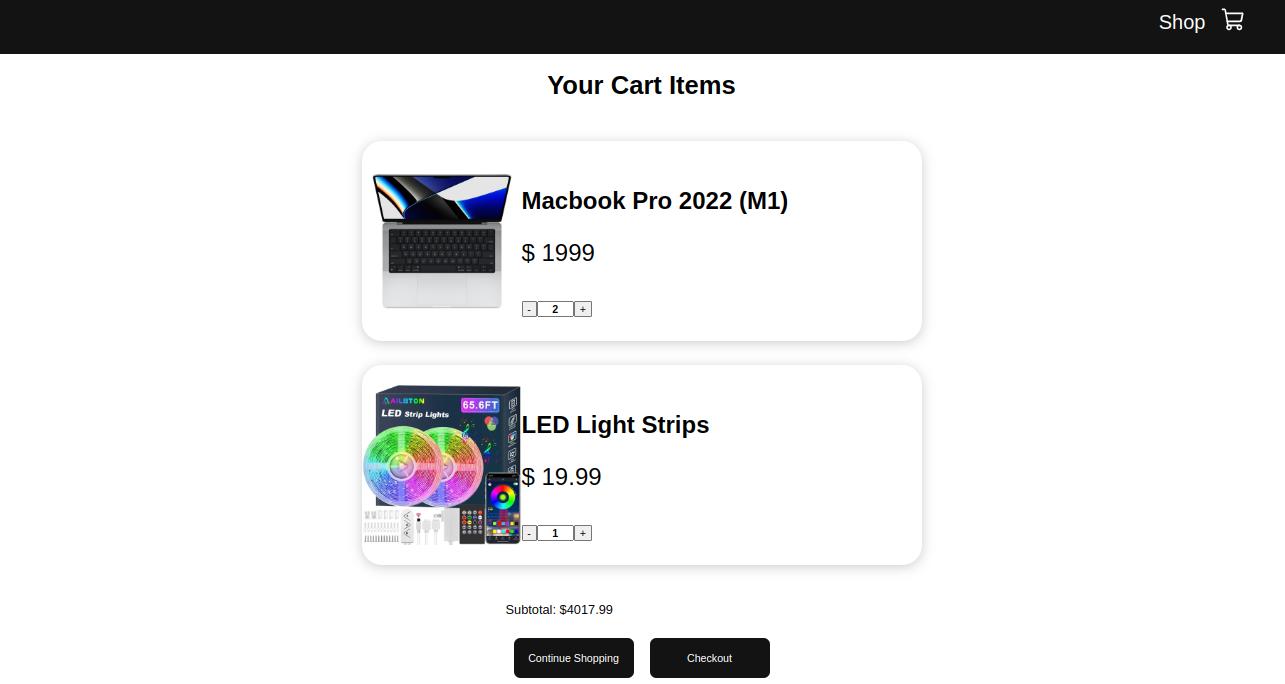 Shop
Your Cart Items
Macbook Pro 2022 (M1)
$ 1999
- 2 +
AILBTON
LED Strip Lights
65.6FT
LED Light Strips
$ 19.99
- 1 +
Subtotal: $4017.99
Continue Shopping
Checkout